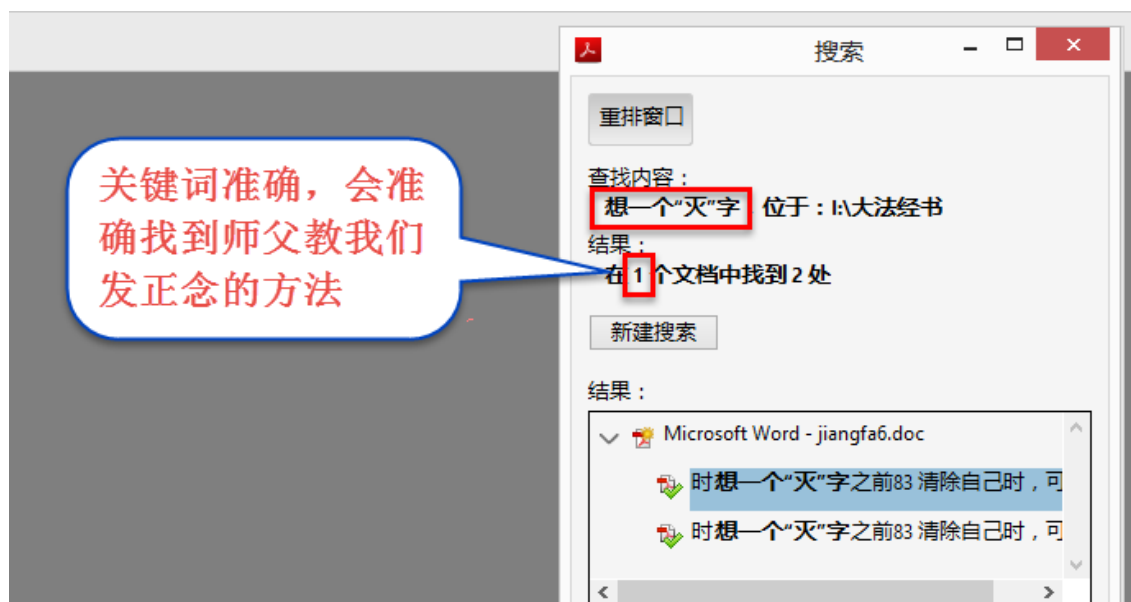 搜索
重排窗口
关键词准确，会准
确找到师父教我们
发正念的方法
查找内容：
想一个“灭”字 位于：I:\大法经书
结果：
在 1 个文档中找到 2 处
新建搜索
结果：
Microsoft Word - jiangfa6.doc
时想一个“灭”字之前83 清除自己时，可
时想一个“灭”字之前83 清除自己时，可